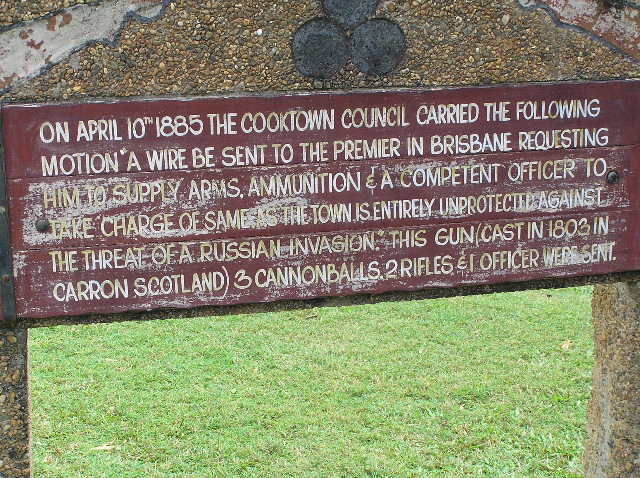 ON APRIL 10TH 1885 THE COOKTOWN COUNCIL CARRIED THE FOLLOWING
MOTION "A WIRE BE SENT TO THE PREMIER IN BRISBANE REQUESTING
HIM TO SUPPLY ARMS, AMMUNITION & A COMPETENT OFFICER TO
TAKE CHARGE OF SAME AS THE TOWN IS ENTIRELY UNPROTECTED AGAINST
THE THREAT OF A RUSSIAN INVASION." THIS GUN (CAST IN 1803 IN
CARRON SCOTLAND) 3 CANNONBALLS, 2 RIFLES & 1 OFFICER WERE SENT.